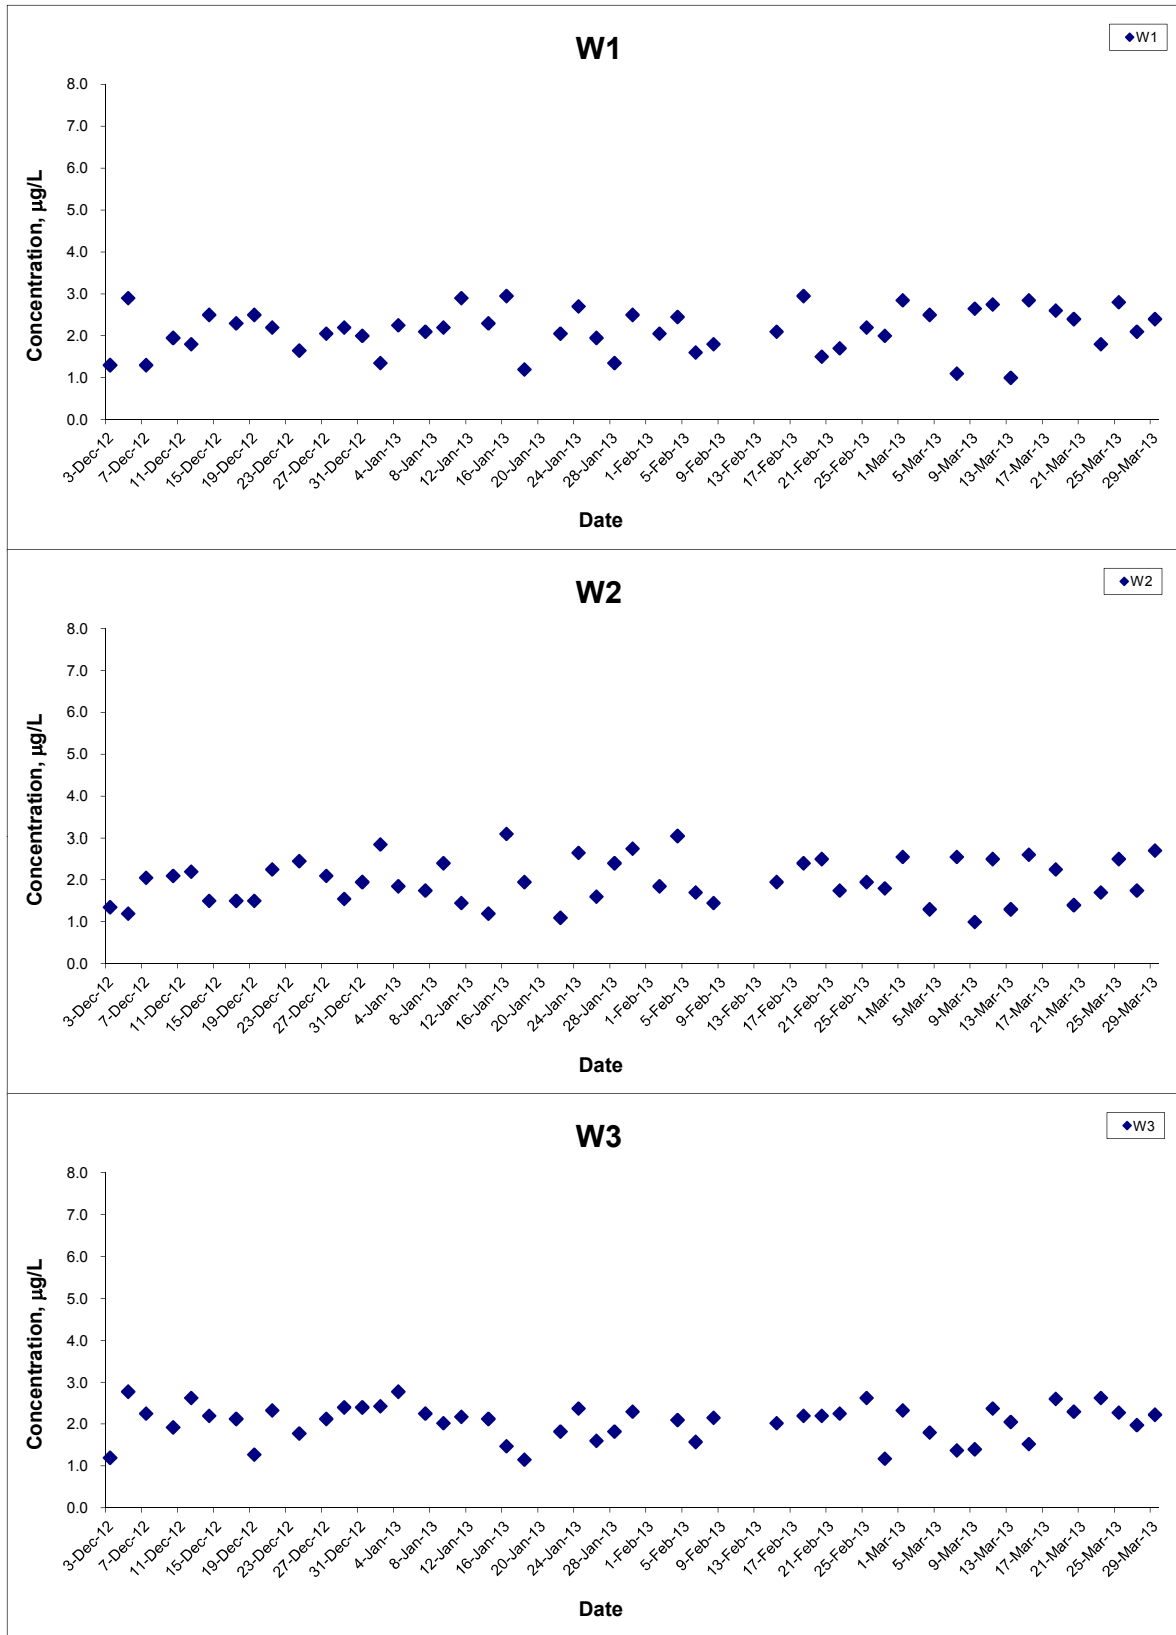 W1
W1
8.0
7.0
6.0
5.0
4.0
3.0
2.0
1.0
0.0
Concentration, µg/L
3-Dec-12 7-Dec-12 11-Dec-12 15-Dec-12 19-Dec-12 23-Dec-12 27-Dec-12 31-Dec-12 4-Jan-13 8-Jan-13 12-Jan-13 16-Jan-13 20-Jan-13 24-Jan-13 28-Jan-13 1-Feb-13 5-Feb-13 9-Feb-13 13-Feb-13 17-Feb-13 21-Feb-13 25-Feb-13 1-Mar-13 5-Mar-13 9-Mar-13 13-Mar-13 17-Mar-13 21-Mar-13 25-Mar-13 29-Mar-13
Date
W2
W2
8.0
7.0
6.0
5.0
4.0
3.0
2.0
1.0
0.0
Concentration, µg/L
3-Dec-12 7-Dec-12 11-Dec-12 15-Dec-12 19-Dec-12 23-Dec-12 27-Dec-12 31-Dec-12 4-Jan-13 8-Jan-13 12-Jan-13 16-Jan-13 20-Jan-13 24-Jan-13 28-Jan-13 1-Feb-13 5-Feb-13 9-Feb-13 13-Feb-13 17-Feb-13 21-Feb-13 25-Feb-13 1-Mar-13 5-Mar-13 9-Mar-13 13-Mar-13 17-Mar-13 21-Mar-13 25-Mar-13 29-Mar-13
Date
W3
W3
8.0
7.0
6.0
5.0
4.0
3.0
2.0
1.0
0.0
Concentration, µg/L
3-Dec-12 7-Dec-12 11-Dec-12 15-Dec-12 19-Dec-12 23-Dec-12 27-Dec-12 31-Dec-12 4-Jan-13 8-Jan-13 12-Jan-13 16-Jan-13 20-Jan-13 24-Jan-13 28-Jan-13 1-Feb-13 5-Feb-13 9-Feb-13 13-Feb-13 17-Feb-13 21-Feb-13 25-Feb-13 1-Mar-13 5-Mar-13 9-Mar-13 13-Mar-13 17-Mar-13 21-Mar-13 25-Mar-13 29-Mar-13
Date